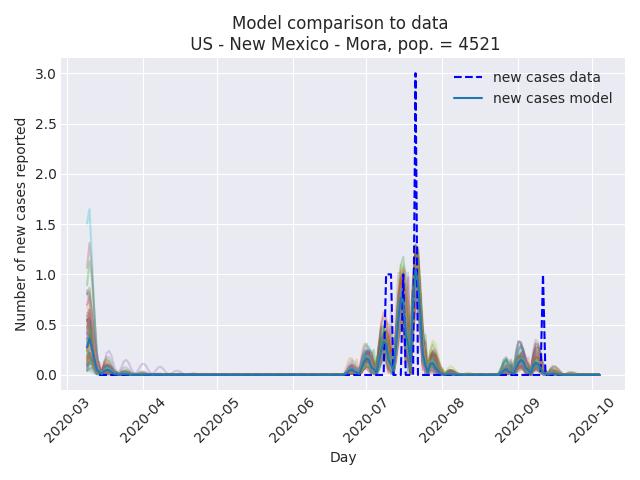 Model comparison to data
US - New Mexico - Mora, pop. = 4521
new cases data
new cases model
Number of new cases reported
3.0
2.5
2.0
1.5
1.0
0.5
0.0
2020-03
2020-04
2020-05
2020-06
2020-07
2020-08
2020-09
2020-10
Day